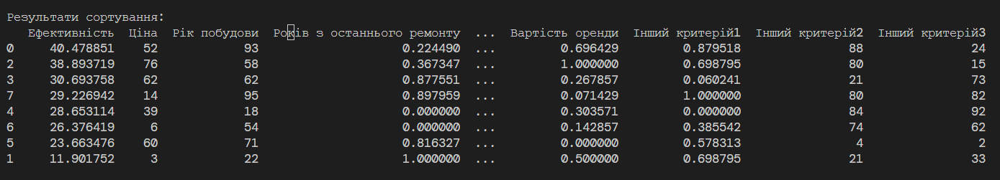 Результати сортування:
Ефективність Ціна Рік побудови Років з останнього ремонту ... Вартість оренди Інший критерій1 Інший критерій2 Інший критерій3
0 40.478851 52 93 0.224490 ... 0.696429 0.879518 88 24
2 38.893719 76 58 0.367347 ... 1.000000 0.698795 80 15
3 30.693758 62 62 0.877551 ... 0.267857 0.060241 21 73
7 29.226942 14 95 0.897959 ... 0.071429 1.000000 80 82
4 28.653114 39 18 0.000000 ... 0.303571 0.000000 84 92
6 26.376419 6 54 0.000000 ... 0.142857 0.385542 74 62
5 23.663476 60 71 0.816327 ... 0.000000 0.578313 4 2
1 11.901752 3 22 1.000000 ... 0.500000 0.698795 21 33